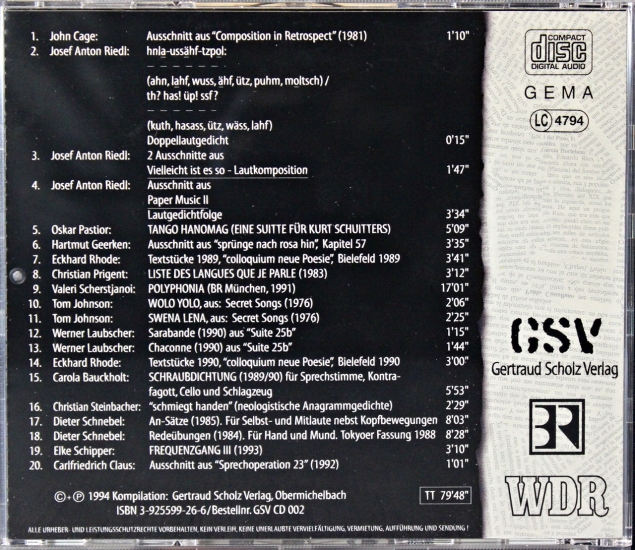 1. John Cage: Ausschnitt aus "Composition in Retrospect" (1981) 1'10"
2. Josef Anton Riedl: hnla-ussähf-tzpol:
(ahn, lahf, wuss, ähf, ütz, puhm, moltsch) /
th? has! üp! ssf?
(kuth, hasass, ütz, wäss, lahf)
Doppellautgedicht 0'15"
3. Josef Anton Riedl: 2 Ausschnitte aus
Vielleicht ist es so - Lautkomposition 1'47"
4. Josef Anton Riedl: Ausschnitt aus
Paper Music II
Lautgedichtfolge 3'34"
5. Oskar Pastior: TANGO HANOMAG (EINE SUITTE FÜR KURT SCHUITTERS) 5'09"
6. Hartmut Geerken: Ausschnitt aus "sprünge nach rosa hin", Kapitel 57 3'35"
7. Eckhard Rhode: Textstücke 1989, "colloquium neue Poesie", Bielefeld 1989 3'41"
8. Christian Prigent: LISTE DES LANGUES QUE JE PARLE (1983) 3'12"
9. Valeri Scherstjanoi: POLYPHONIA (BR München, 1991) 17'01"
10. Tom Johnson: WOLO YOLO, aus: Secret Songs (1976) 2'06"
11. Tom Johnson: SWENA LENA, aus: Secret Songs (1976) 2'25"
12. Werner Laubscher: Sarabande (1990) aus "Suite 25b" 1'15"
13. Werner Laubscher: Chaconne (1990) aus "Suite 25b" 1'44"
14. Eckhard Rhode: Textstücke 1990, "colloquium neue Poesie", Bielefeld 1990 3'00"
15. Carola Bauckholt: SCHRAUBDICHTUNG (1989/90) für Sprechstimme, Kontra-
fagott, Cello und Schlagzeug 5'53"
16. Christian Steinbacher: "schmiegt handen" (neologistische Anagrammgedichte) 2'29"
17. Dieter Schnebel: An-Sätze (1985). Für Selbst- und Mitlaute nebst Kopfbewegungen 8'03"
18. Dieter Schnebel: Redeübungen (1984). Für Hand und Mund. Tokyoer Fassung 1988 8'28"
19. Elke Schipper: FREQUENZGANG III (1993) 3'10"
20. Carlfriedrich Claus: Ausschnitt aus "Sprechoperation 23" (1992) 1'01"
© + ℗ 1994 Kompilation: Gertraud Scholz Verlag, Obermichelbach TT 79'48"
ISBN 3-925599-26-6/Bestellnr. GSV CD 002
ALLE URHEBER- UND LEISTUNGSSCHUTZRECHTE VORBEHALTEN, KEIN VERLEIH, KEINE UNERLAUBTE VERVIELFÄLTIGUNG, VERMIETUNG, AUFFÜHRUNG UND SENDUNG!
COMPACT
disc
DIGITAL AUDIO
GEMA
LC 4794
GSV
Gertraud Scholz Verlag
BR
WDR